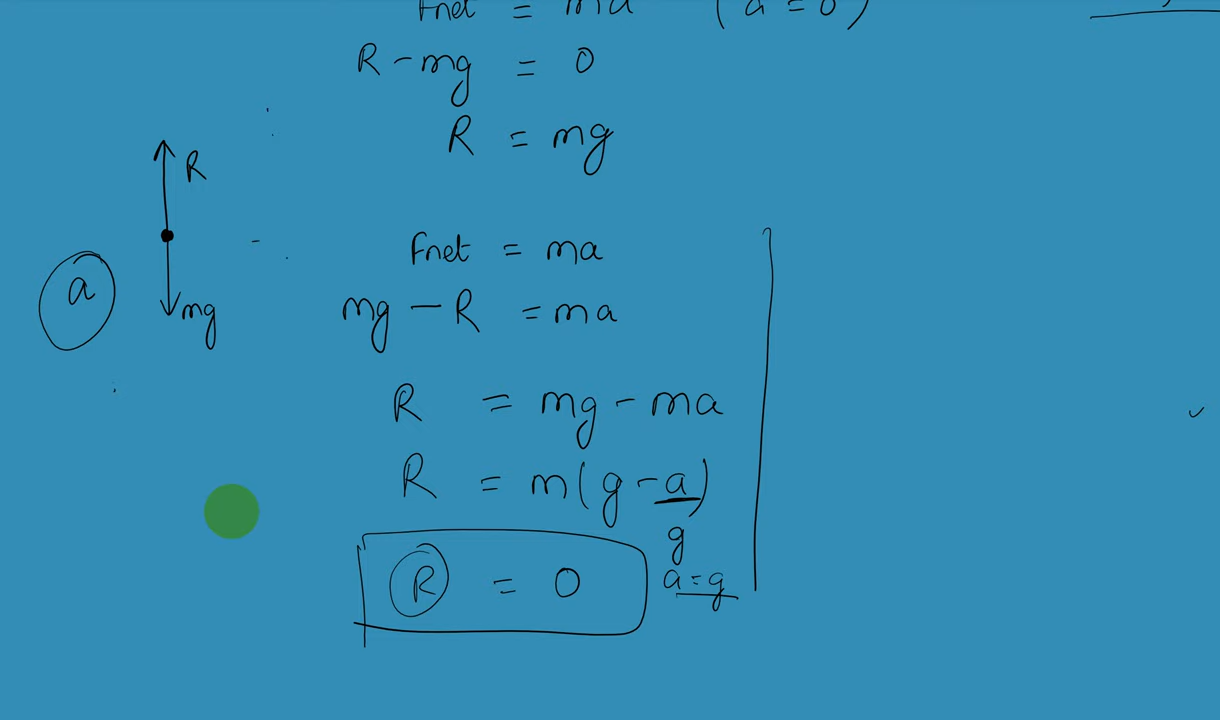 Fnet = ma (a = 0)
R - mg = 0
R = mg
R
a
mg
Fnet = ma
mg - R = ma
R = mg - ma
R = m(g - a)
g
R = 0
a = g